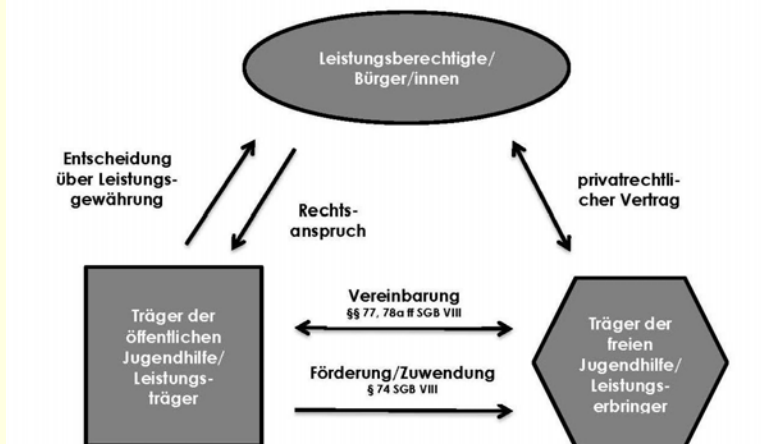 Leistungsberechtigte/
Bürger/innen
Entscheidung
über Leistungs-
gewährung
Rechts-
anspruch
privatrechtli-
cher Vertrag
Träger der
öffentlichen
Jugendhilfe/
Leistungs-
träger
Vereinbarung
§§ 77, 78a ff SGB VIII
Förderung/Zuwendung
§ 74 SGB VIII
Träger der
freien
Jugendhilfe/
Leistungs-
erbringer